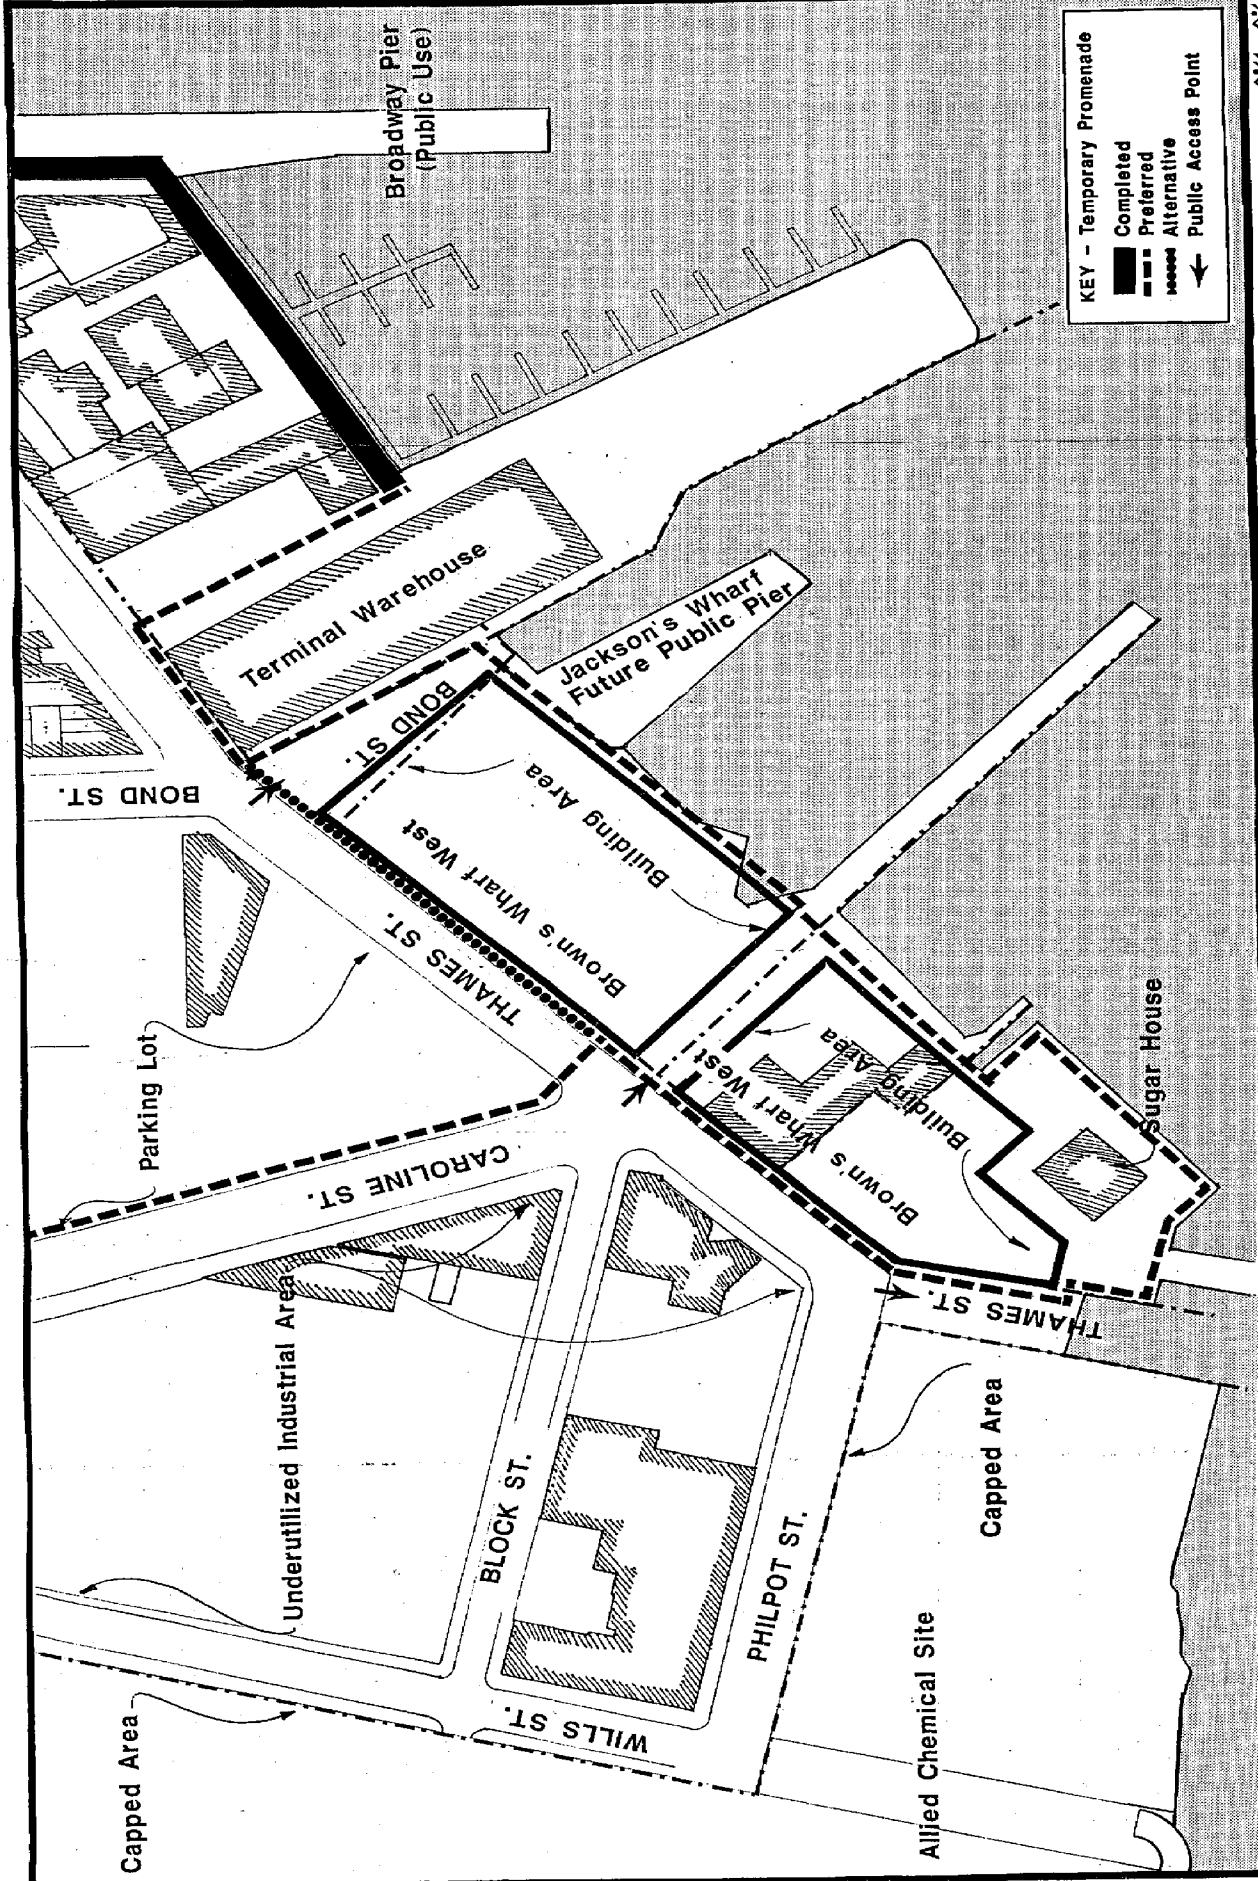 Broadway Pier
(Public Use)
KEY - Temporary Promenade
Completed
Preferred
Alternative
Public Access Point
Terminal Warehouse
Jackson's Wharf
Future Public Pier
BOND ST.
BOND ST.
Brown's Wharf West
Building Area
THAMES ST.
Parking Lot
CAROLINE ST.
Brown's
Wharf West
Building Area
Sugar House
THAMES ST.
Underutilized Industrial Area
BLOCK ST.
PHILPOT ST.
WILLS ST.
Capped Area
Capped Area
Allied Chemical Site